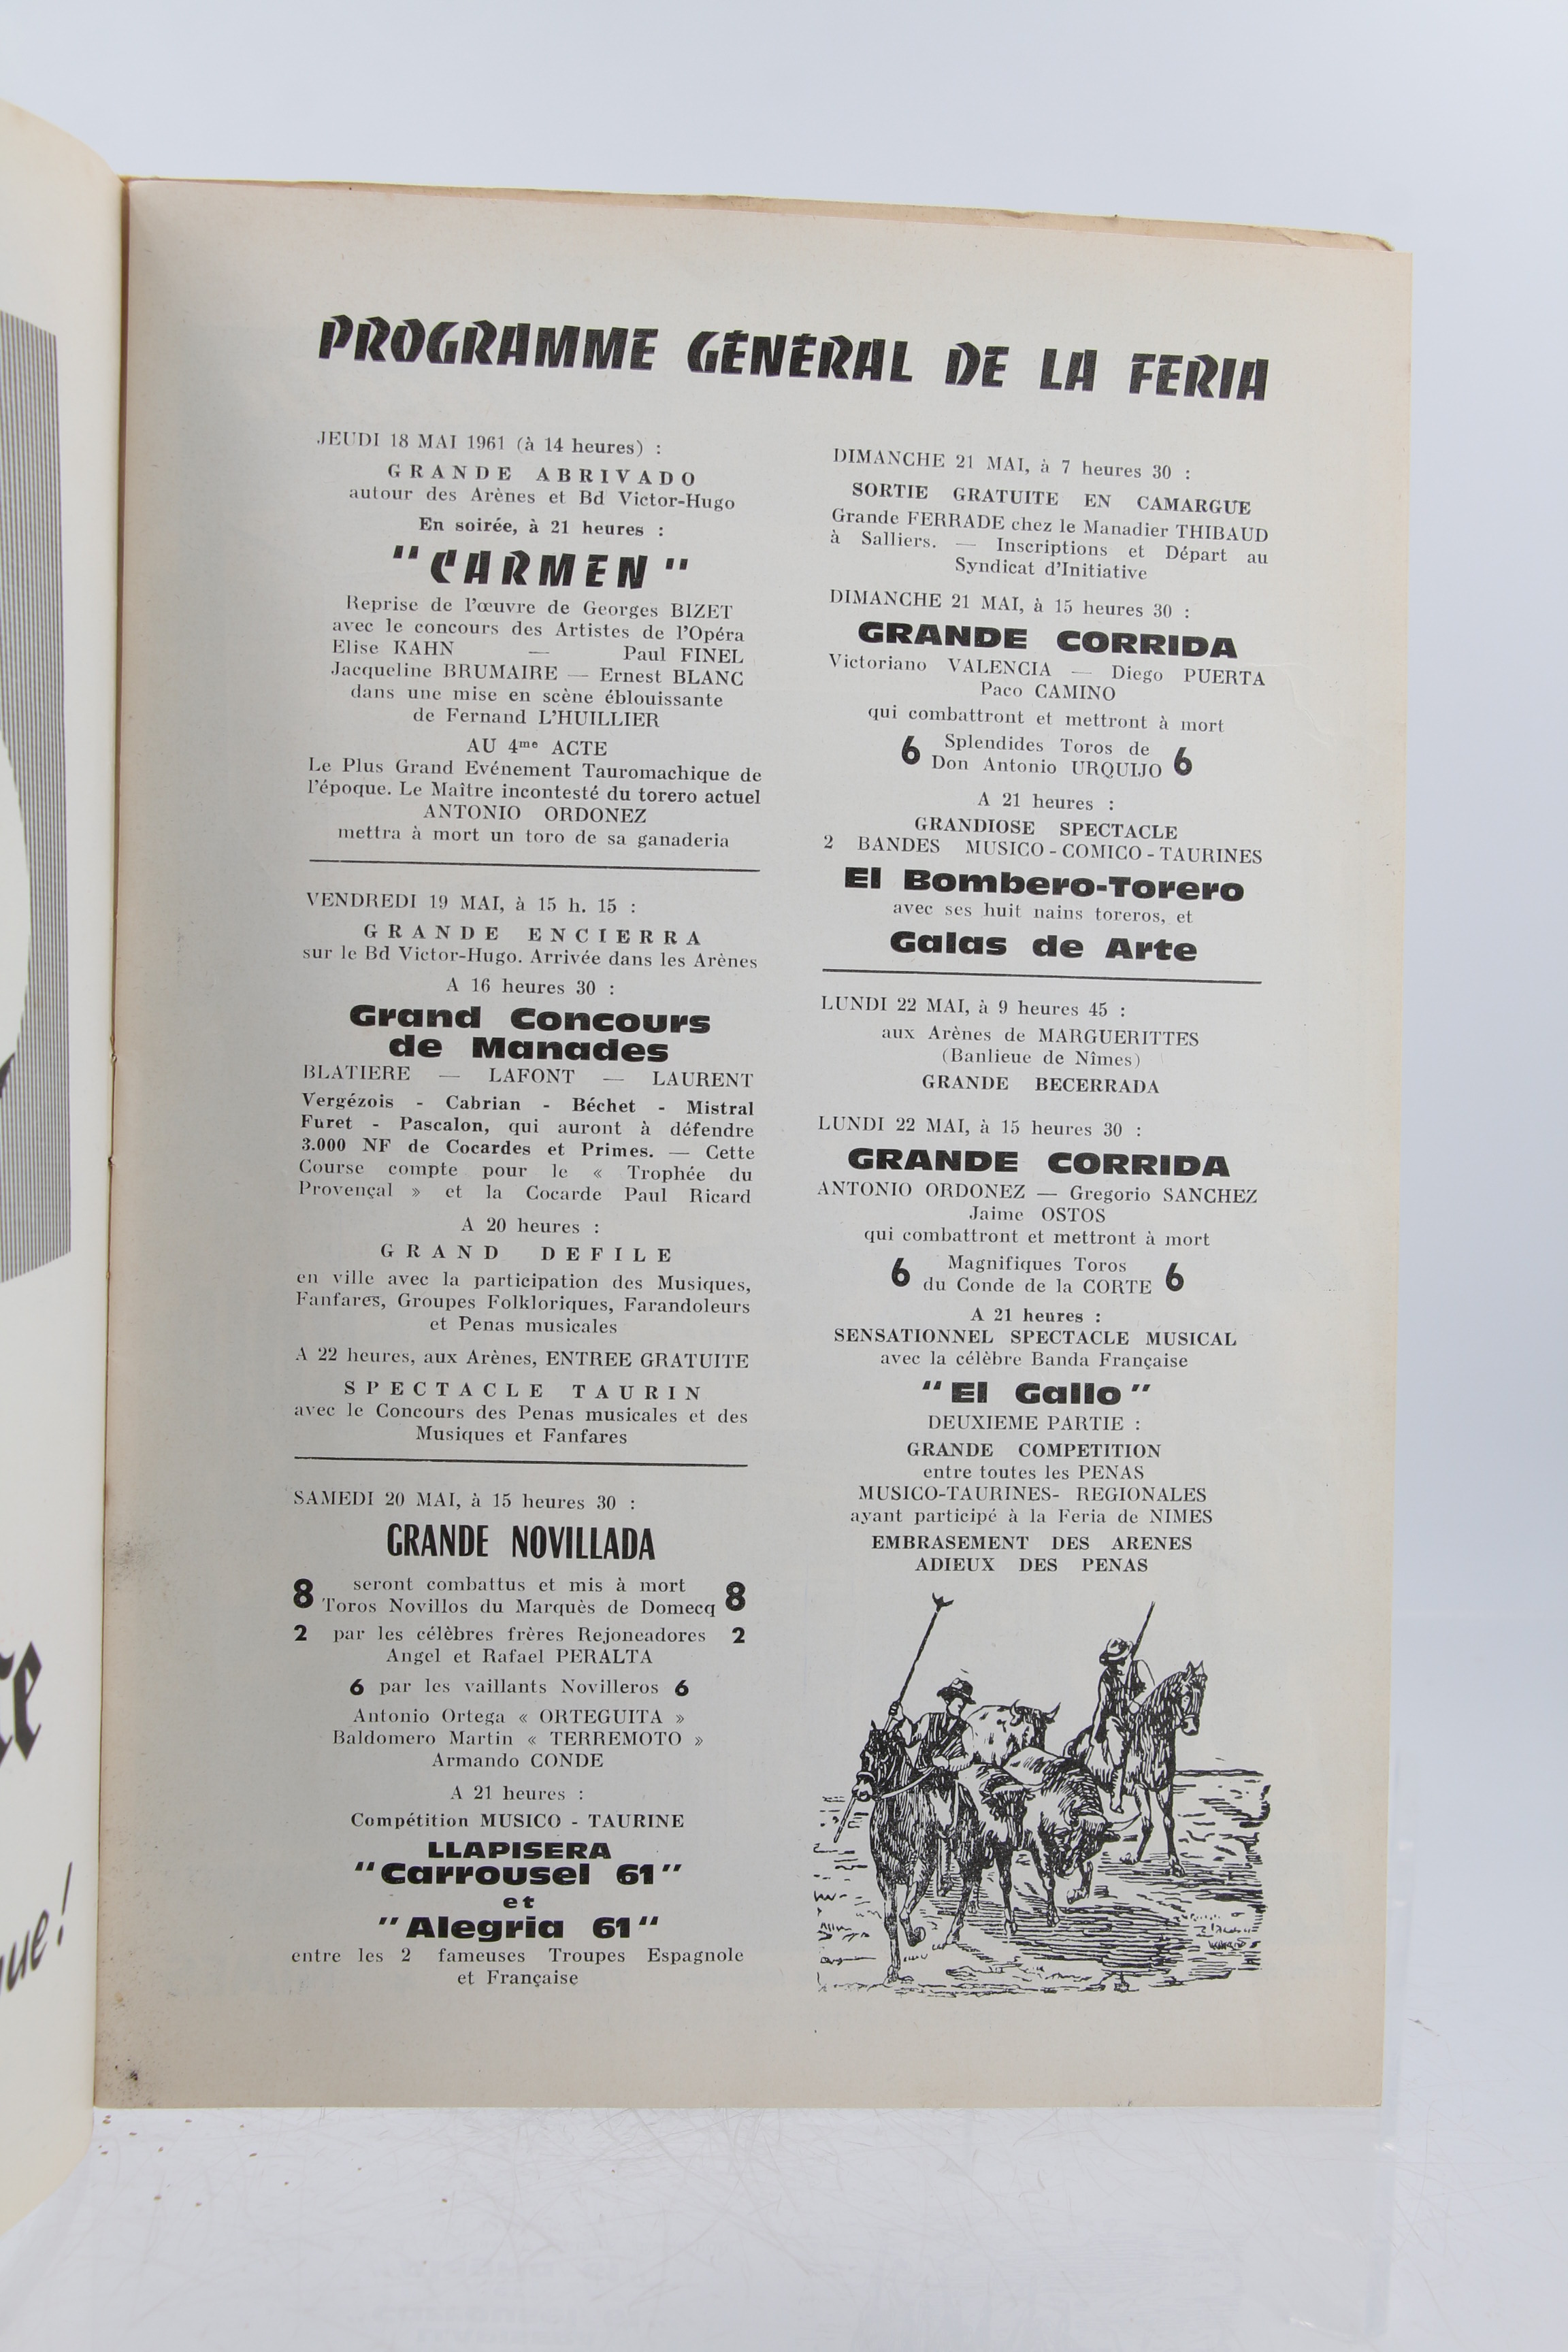 PROGRAMME GÉNÉRAL DE LA FERIA
JEUDI 18 MAI 1961 (à 14 heures) :
GRANDE ABRIVADO
autour des Arènes et Bd Victor-Hugo
En soirée, à 21 heures :
"CARMEN"
Reprise de l'œuvre de Georges BIZET
avec le concours des Artistes de l'Opéra
Elise KAHN — Paul FINEL
Jacqueline BRUMAIRE — Ernest BLANC
dans une mise en scène éblouissante
de Fernand L'HUILLIER
AU 4me ACTE
Le Plus Grand Evénement Tauromachique de
l'époque. Le Maître incontesté du torero actuel
ANTONIO ORDONEZ
mettra à mort un toro de sa ganaderia
VENDREDI 19 MAI, à 15 h. 15 :
GRANDE ENCIERRA
sur le Bd Victor-Hugo. Arrivée dans les Arènes
A 16 heures 30 :
Grand Concours
de Manades
BLATIERE — LAFONT — LAURENT
Vergézois - Cabrian - Béchet - Mistral
Furet - Pascalon, qui auront à défendre
3.000 NF de Cocardes et Primes. — Cette
Course compte pour le « Trophée du
Provençal » et la Cocarde Paul Ricard
A 20 heures :
GRAND DEFILE
en ville avec la participation des Musiques,
Fanfares, Groupes Folkloriques, Farandoleurs
et Penas musicales
A 22 heures, aux Arènes, ENTREE GRATUITE
SPECTACLE TAURIN
avec le Concours des Penas musicales et des
Musiques et Fanfares
SAMEDI 20 MAI, à 15 heures 30 :
GRANDE NOVILLADA
8 seront combattus et mis à mort 8
Toros Novillos du Marquès de Domecq
2 par les célèbres frères Rejoneadores 2
Angel et Rafael PERALTA
6 par les vaillants Novilleros 6
Antonio Ortega « ORTEGUITA »
Baldomero Martin « TERREMOTO »
Armando CONDE
A 21 heures :
Compétition MUSICO - TAURINE
LLAPISERA
"Carrousel 61"
et
"Alegria 61"
entre les 2 fameuses Troupes Espagnole
et Française
DIMANCHE 21 MAI, à 7 heures 30 :
SORTIE GRATUITE EN CAMARGUE
Grande FERRADE chez le Manadier THIBAUD
à Salliers. — Inscriptions et Départ au
Syndicat d'Initiative
DIMANCHE 21 MAI, à 15 heures 30 :
GRANDE CORRIDA
Victoriano VALENCIA — Diego PUERTA
Paco CAMINO
qui combattront et mettront à mort
6 Splendides Toros de 6
Don Antonio URQUIJO
A 21 heures :
GRANDIOSE SPECTACLE
2 BANDES MUSICO - COMICO - TAURINES
El Bombero-Torero
avec ses huit nains toreros, et
Galas de Arte
LUNDI 22 MAI, à 9 heures 45 :
aux Arènes de MARGUERITTES
(Banlieue de Nîmes)
GRANDE BECERRADA
LUNDI 22 MAI, à 15 heures 30 :
GRANDE CORRIDA
ANTONIO ORDONEZ — Gregorio SANCHEZ
Jaime OSTOS
qui combattront et mettront à mort
6 Magnifiques Toros 6
du Conde de la CORTE
A 21 heures :
SENSATIONNEL SPECTACLE MUSICAL
avec la célèbre Banda Française
"El Gallo"
DEUXIEME PARTIE :
GRANDE COMPETITION
entre toutes les PENAS
MUSICO-TAURINES- REGIONALES
ayant participé à la Feria de NIMES
EMBRASEMENT DES ARENES
ADIEUX DES PENAS